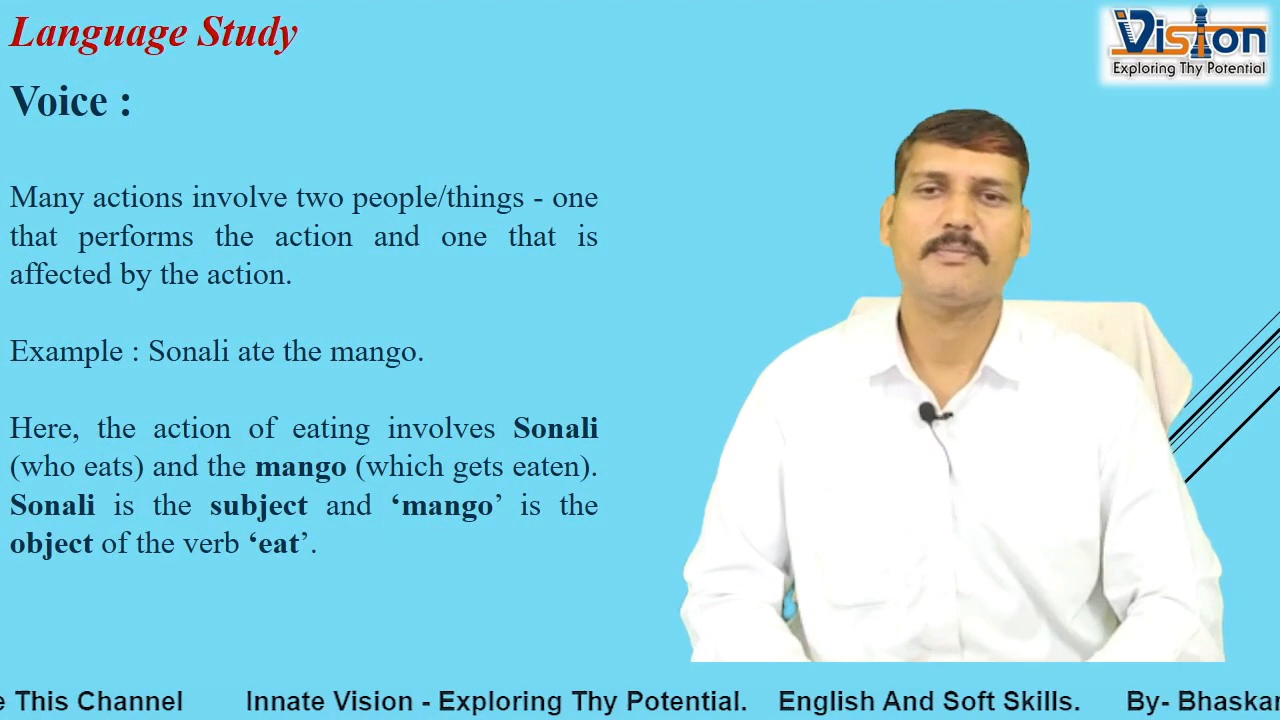 Language Study
Vision
Exploring Thy Potential
Voice :
Many actions involve two people/things - one
that performs the action and one that is
affected by the action.
Example : Sonali ate the mango.
Here, the action of eating involves Sonali
(who eats) and the mango (which gets eaten).
Sonali is the subject and ‘mango’ is the
object of the verb ‘eat’.
e This Channel Innate Vision - Exploring Thy Potential. English And Soft Skills. By- Bhaskar